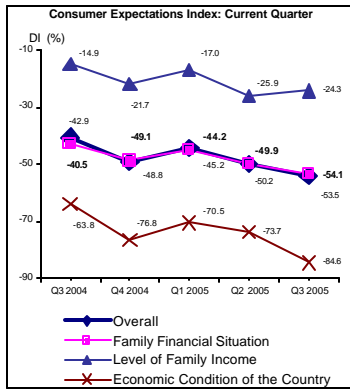 Consumer Expectations Index: Current Quarter
DI (%)
-10
-30
-50
-70
-90
-14.9
-21.7
-17.0
-25.9
-24.3
-42.9
-49.1
-44.2
-49.9
-54.1
-40.5
-48.8
-45.2
-50.2
-53.5
-63.8
-76.8
-70.5
-73.7
-84.6
Q3 2004
Q4 2004
Q1 2005
Q2 2005
Q3 2005
Overall
Family Financial Situation
Level of Family Income
Economic Condition of the Country